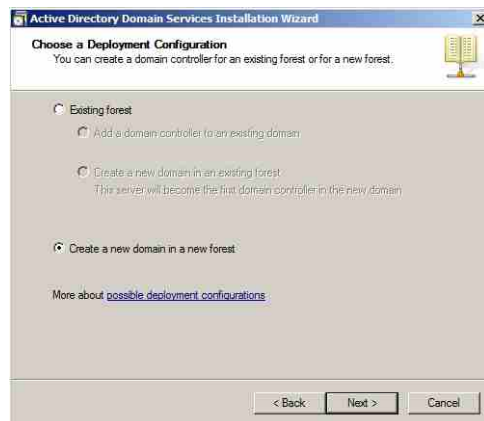 Active Directory Domain Services Installation Wizard
Choose a Deployment Configuration
You can create a domain controller for an existing forest or for a new forest.
Existing forest
Add a domain controller to an existing domain
Create a new domain in an existing forest
This server will become the first domain controller in the new domain
Create a new domain in a new forest
More about possible deployment configurations
< Back Next > Cancel